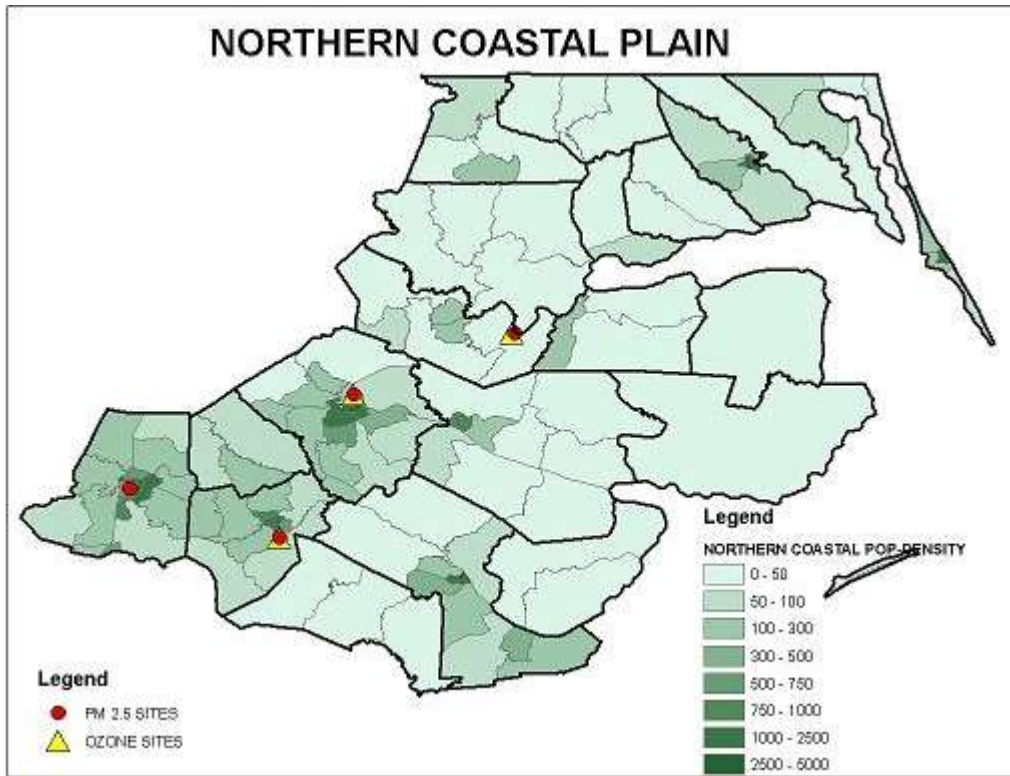 NORTHERN COASTAL PLAIN
Legend
PM 2.5 SITES
OZONE SITES
Legend
NORTHERN COASTAL POP-DENSITY
0 - 50
50 - 100
100 - 300
300 - 500
500 - 750
750 - 1000
1000 - 2500
2500 - 5000